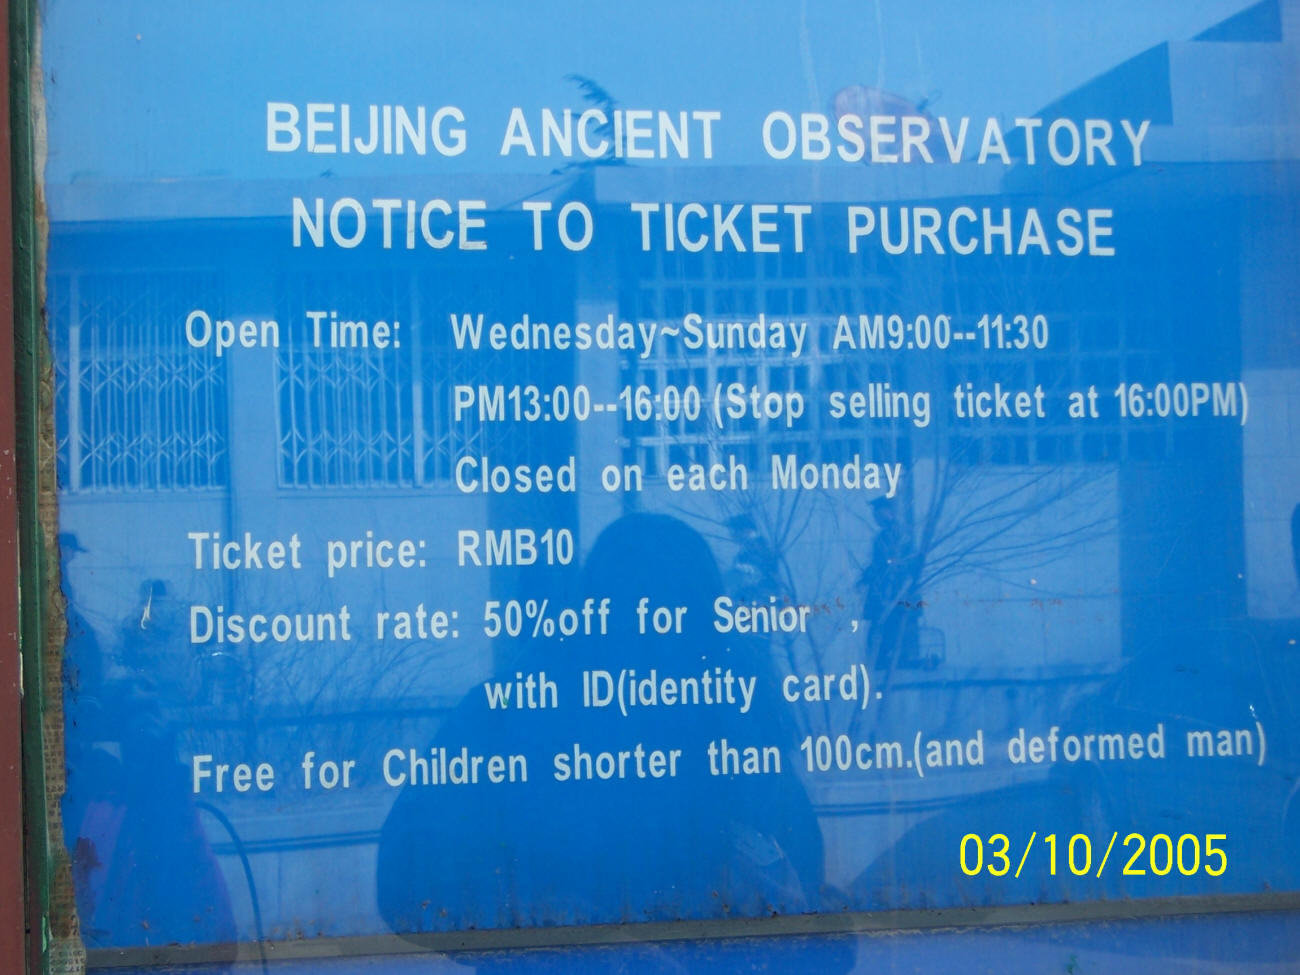 BEIJING ANCIENT OBSERVATORY
NOTICE TO TICKET PURCHASE
Open Time: Wednesday~Sunday AM9:00--11:30
PM13:00--16:00 (Stop selling ticket at 16:00PM)
Closed on each Monday
Ticket price: RMB10
Discount rate: 50%off for Senior ,
with ID(identity card).
Free for Children shorter than 100cm.(and deformed man)
03/10/2005